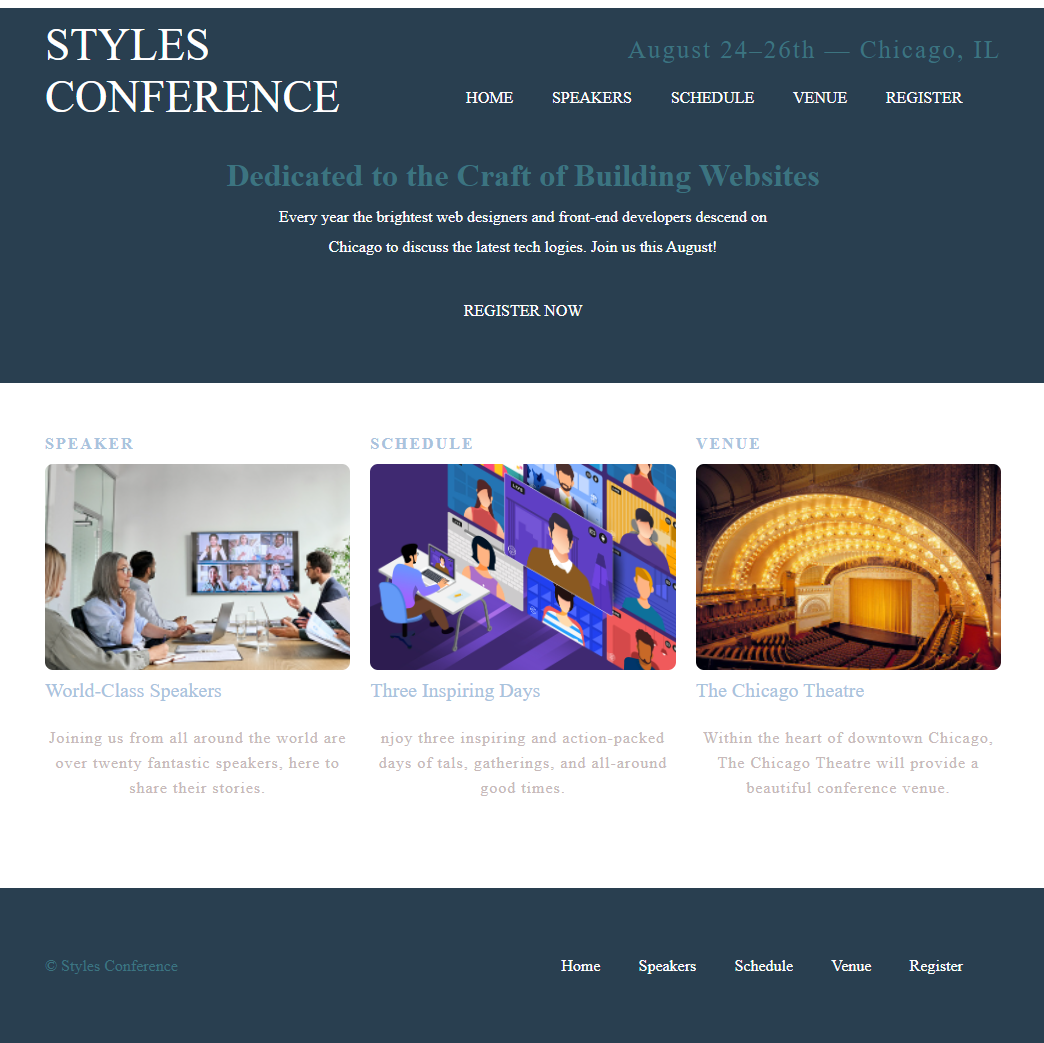 STYLES
CONFERENCE
August 24–26th — Chicago, IL
HOME SPEAKERS SCHEDULE VENUE REGISTER
Dedicated to the Craft of Building Websites
Every year the brightest web designers and front-end developers descend on
Chicago to discuss the latest tech logies. Join us this August!
REGISTER NOW
SPEAKER
SCHEDULE
VENUE
LIVE
World-Class Speakers
Three Inspiring Days
The Chicago Theatre
Joining us from all around the world are
over twenty fantastic speakers, here to
share their stories.
njoy three inspiring and action-packed
days of tals, gatherings, and all-around
good times.
Within the heart of downtown Chicago,
The Chicago Theatre will provide a
beautiful conference venue.
© Styles Conference
Home Speakers Schedule Venue Register